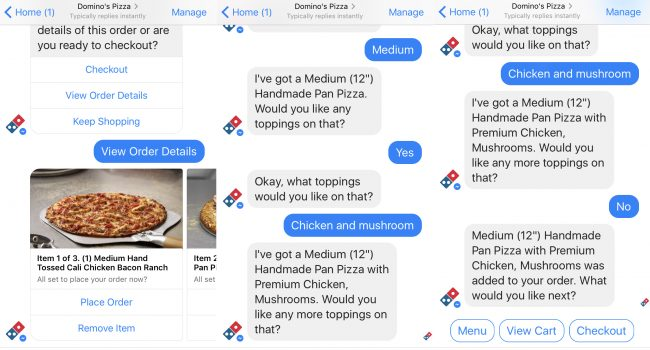 Home (1)
Domino's Pizza
Typically replies instantly
Manage
details of this order or are
you ready to checkout?
Checkout
View Order Details
Keep Shopping
View Order Details
Item 1 of 3. (1) Medium Hand
Tossed Cali Chicken Bacon Ranch
All set to place your order now?
Place Order
Remove Item
Item 2
Pan Pi
All set
Home (1)
Domino's Pizza
Typically replies instantly
Manage
Medium
I've got a Medium (12")
Handmade Pan Pizza.
Would you like any
toppings on that?
Yes
Okay, what toppings
would you like on that?
Chicken and mushroom
I've got a Medium (12")
Handmade Pan Pizza with
Premium Chicken,
Mushrooms. Would you
like any more toppings on
that?
Home (1)
Domino's Pizza
Typically replies instantly
Manage
Okay, what toppings
would you like on that?
Chicken and mushroom
I've got a Medium (12")
Handmade Pan Pizza with
Premium Chicken,
Mushrooms. Would you
like any more toppings on
that?
No
Medium (12") Handmade
Pan Pizza with Premium
Chicken, Mushrooms was
added to your order. What
would you like next?
Menu
View Cart
Checkout